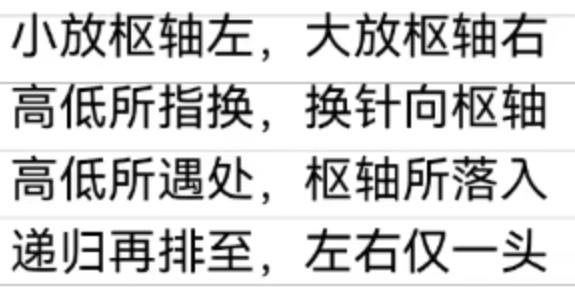 小放枢轴左，大放枢轴右
高低所指换，换针向枢轴
高低所遇处，枢轴所落入
递归再排至，左右仅一头